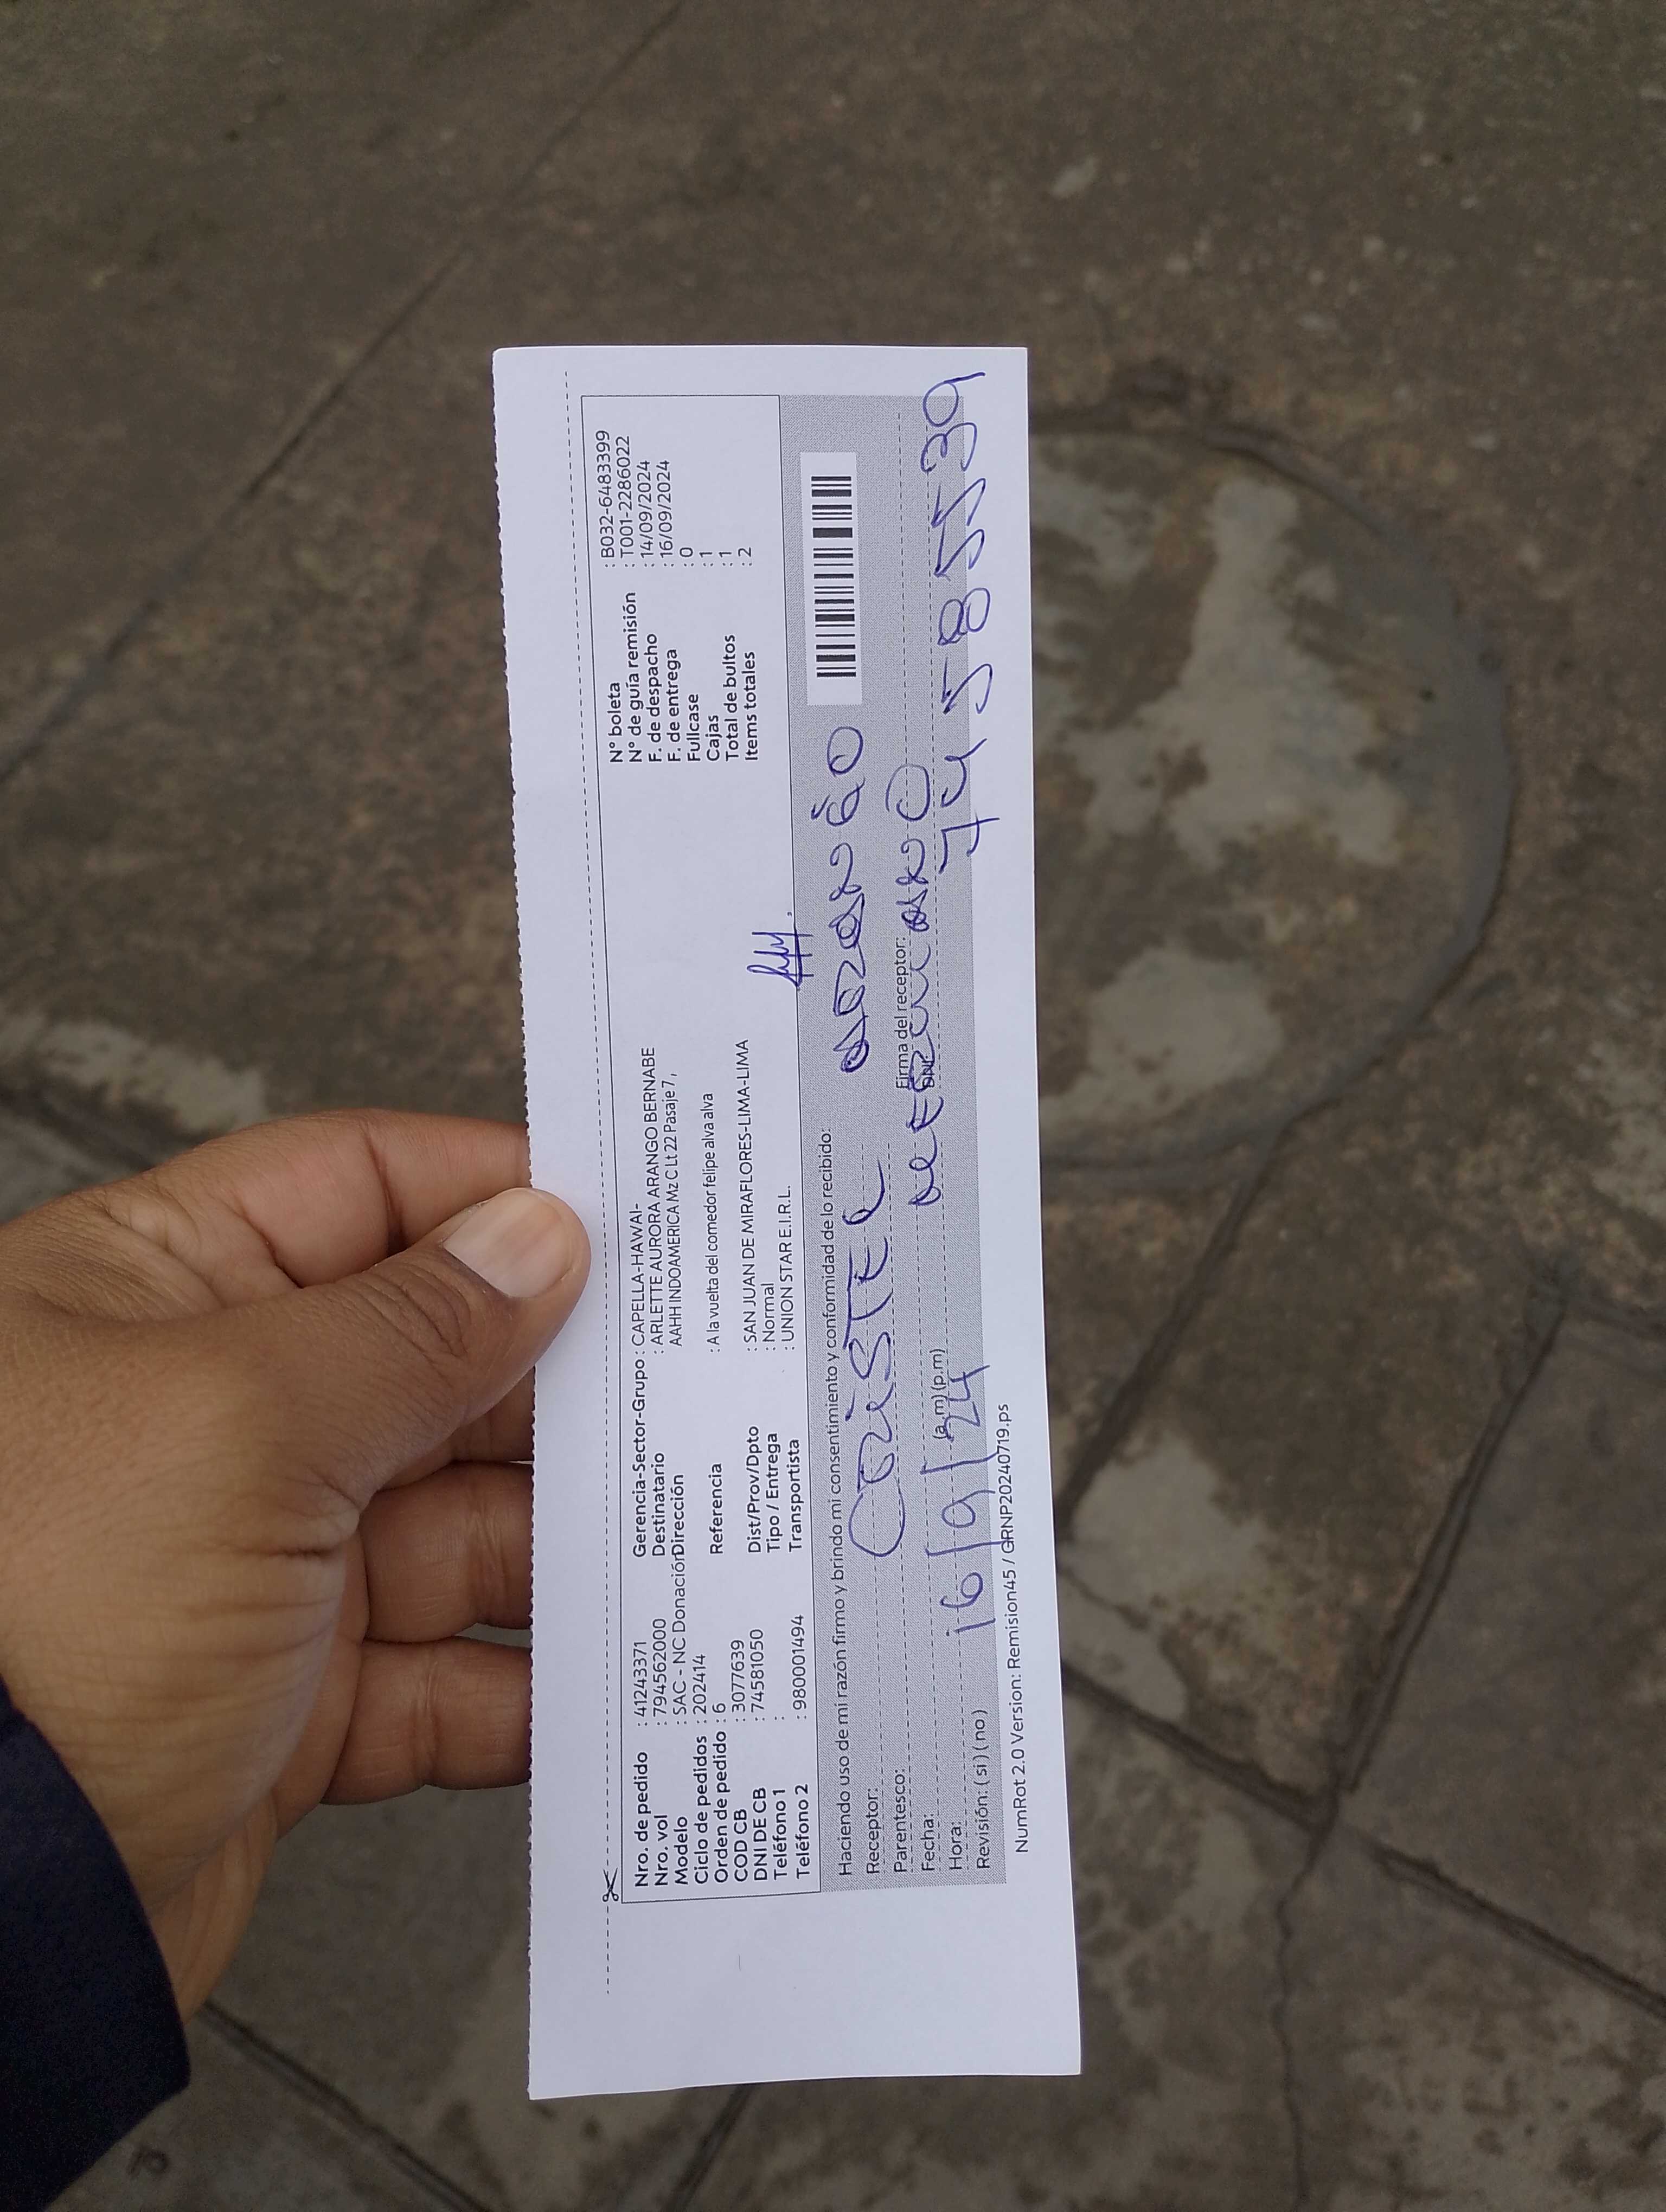 Nro. de pedido : 41243371 Gerencia-Sector-Grupo : CAPELLA-HAWAI- N° boleta : B032-6483399
Nro. vol : 794562000 Destinatario : ARLETTE AURORA ARANGO BERNABE N° de guía remisión : T001-2286022
Modelo : SAC - NC Donación Dirección AAHH INDOAMERICA Mz C Lt 22 Pasaje 7 , F. de despacho : 14/09/2024
Ciclo de pedidos : 202414 F. de entrega : 16/09/2024
Orden de pedido : 6 Referencia : A la vuelta del comedor felipe alva alva Fullcase : 0
COD CB : 3077639 Cajas : 1
DNI DE CB : 74581050 Dist/Prov/Dpto : SAN JUAN DE MIRAFLORES-LIMA-LIMA Total de bultos : 1
Teléfono 1 : Tipo / Entrega : Normal Items totales : 2
Teléfono 2 : 980001494 Transportista : UNION STAR E.I.R.L.
Haciendo uso de mi razón firmo y brindo mi consentimiento y conformidad de lo recibido:
Receptor:
Parentesco: Firma del receptor:
Fecha: DNI
Hora: (a.m) (p.m) 74585539
16/9/24
Revisión: ( si ) ( no )
NumRot 2.0 Version: Remision45 / GRNP20240719.ps